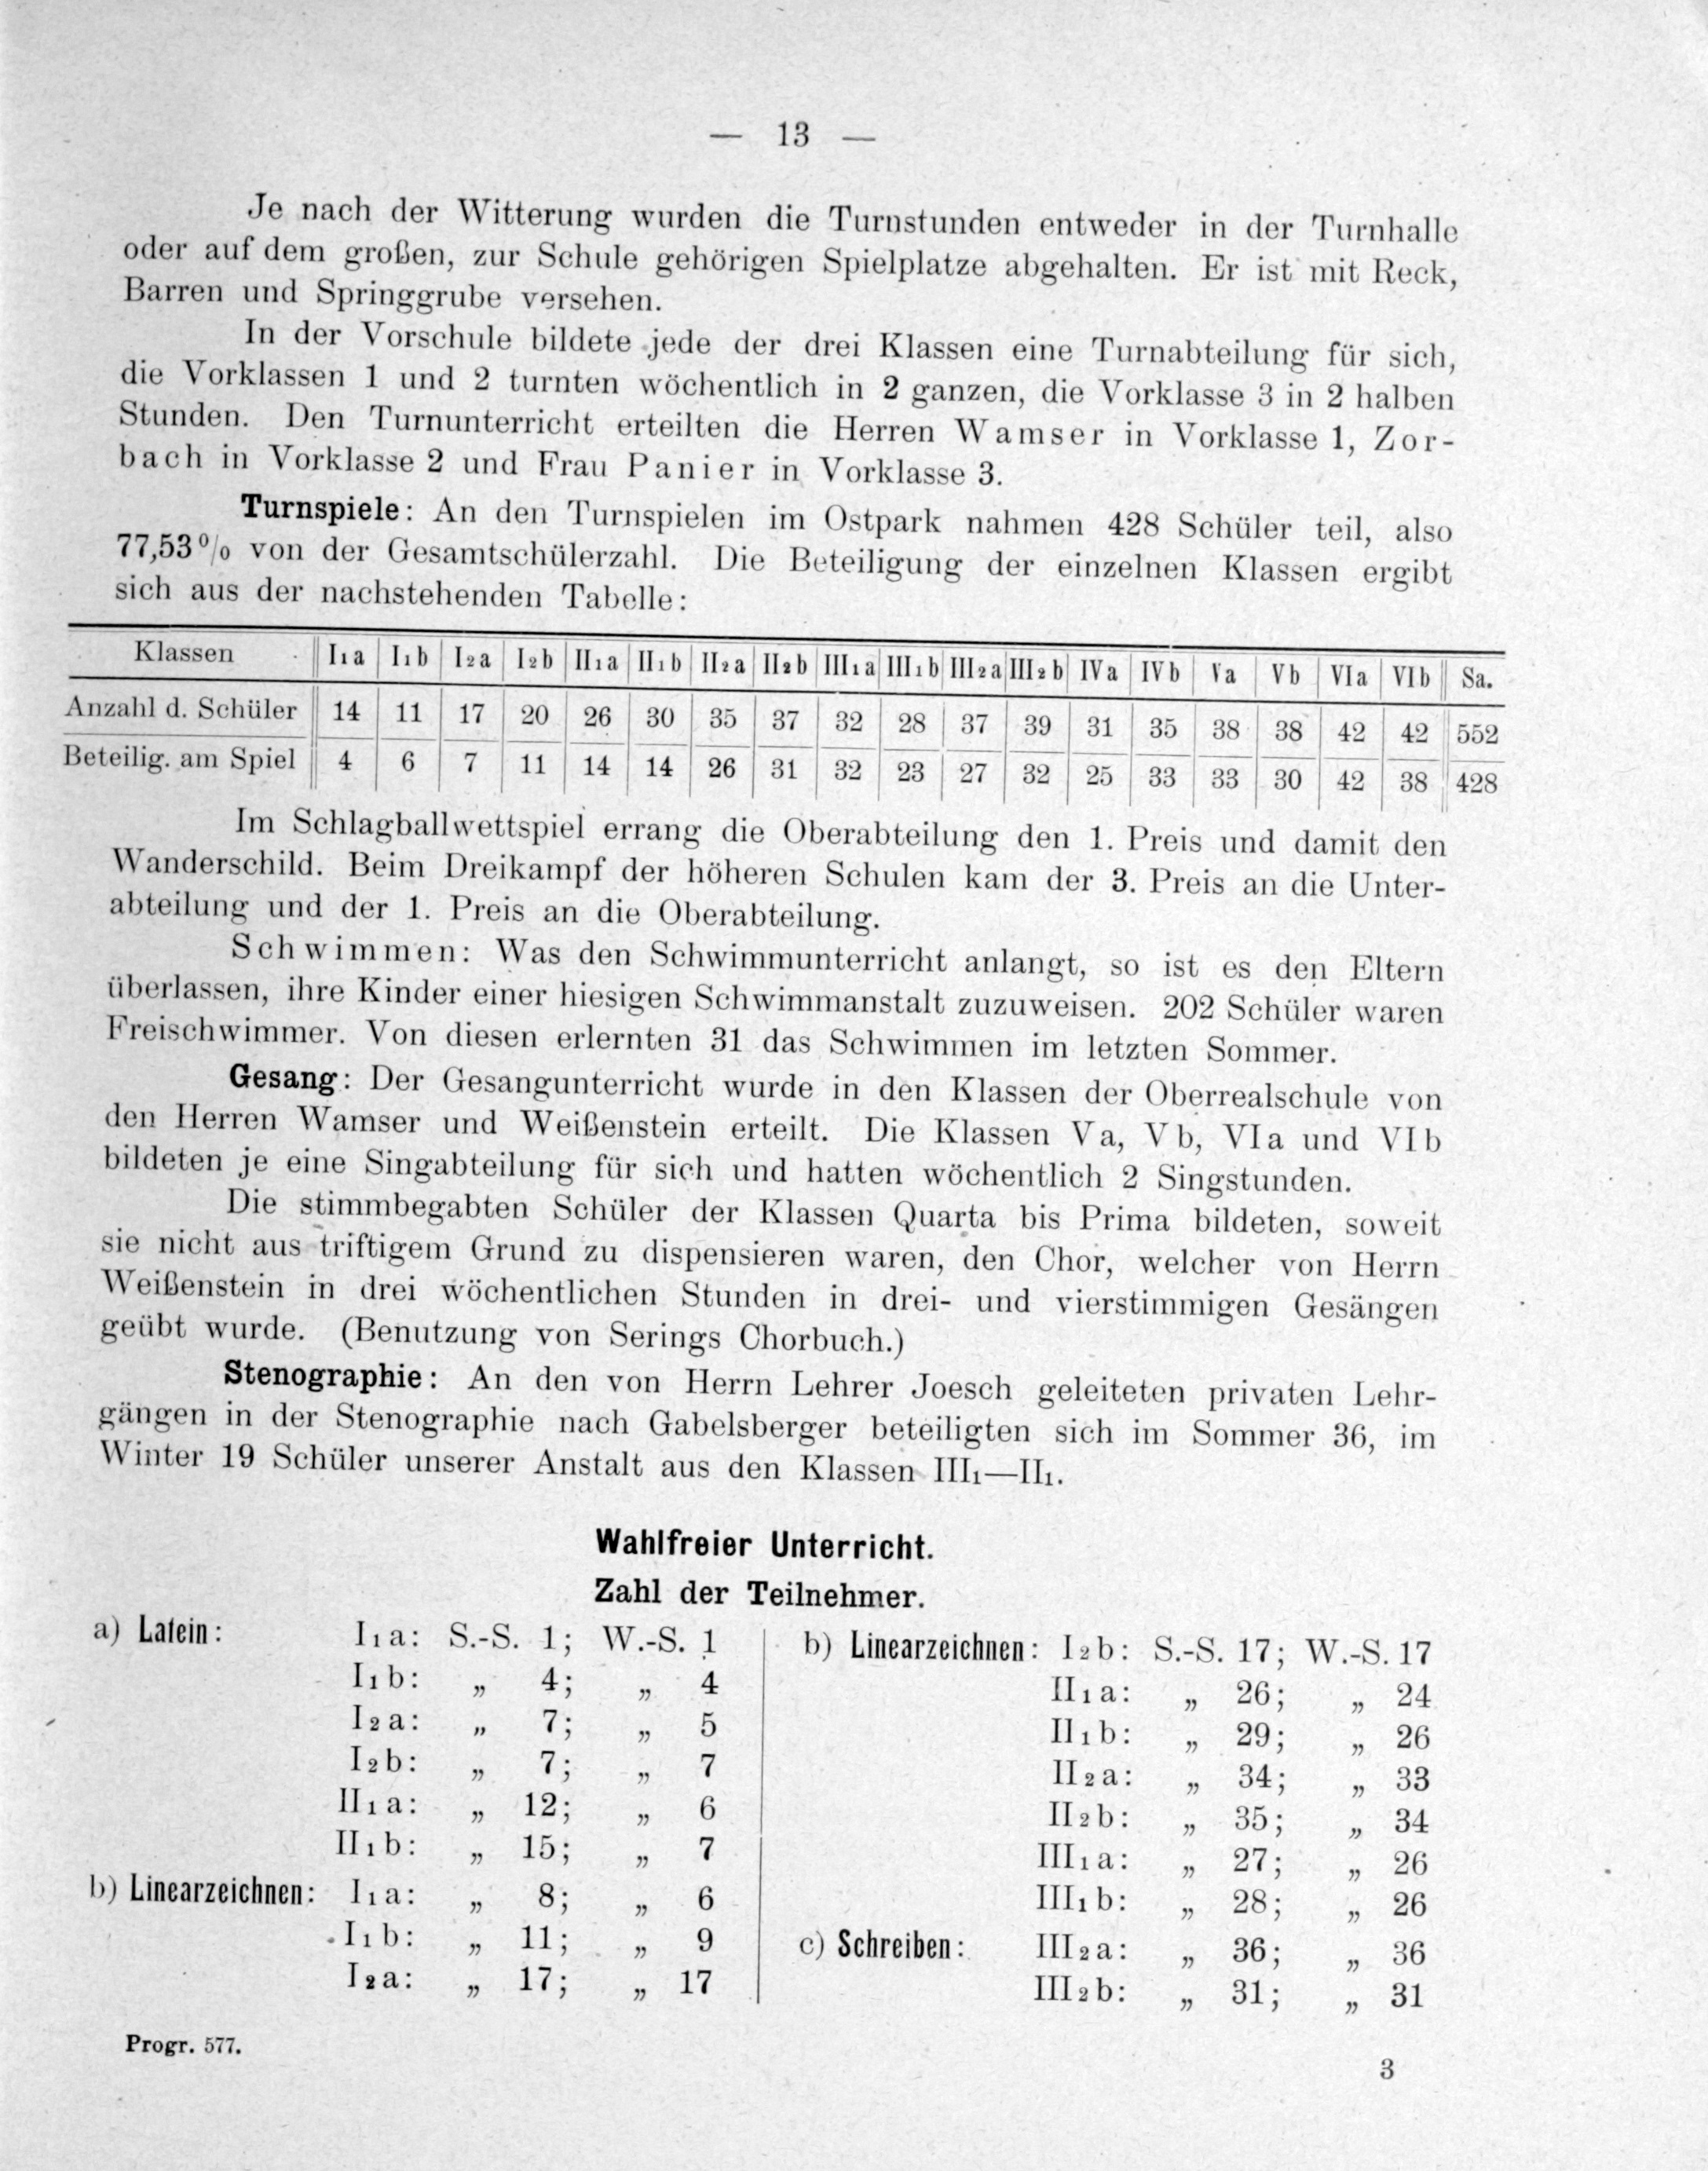 — 13 —
Je nach der Witterung wurden die Turnstunden entweder in der Turnhalle
oder auf dem großen, zur Schule gehörigen Spielplatze abgehalten. Er ist mit Reck,
Barren und Springgrube versehen.
In der Vorschule bildete jede der drei Klassen eine Turnabteilung für sich,
die Vorklassen 1 und 2 turnten wöchentlich in 2 ganzen, die Vorklasse 3 in 2 halben
Stunden. Den Turnunterricht erteilten die Herren Wamser in Vorklasse 1, Zor-
bach in Vorklasse 2 und Frau Panier in Vorklasse 3.
Turnspiele: An den Turnspielen im Ostpark nahmen 428 Schüler teil, also
77,53% von der Gesamtschülerzahl. Die Beteiligung der einzelnen Klassen ergibt
sich aus der nachstehenden Tabelle:
Klassen I₁a I₁b I₂a I₂b II₁a II₁b II₂a II₂b III₁a III₁b III₂a III₂b IVa IVb Va Vb VIa VIb Sa.
Anzahl d. Schüler 14 11 17 20 26 30 35 37 32 28 37 39 31 35 38 38 42 42 552
Beteilig. am Spiel 4 6 7 11 14 14 26 31 32 23 27 32 25 33 33 30 42 38 428
Im Schlagballwettspiel errang die Oberabteilung den 1. Preis und damit den
Wanderschild. Beim Dreikampf der höheren Schulen kam der 3. Preis an die Unter-
abteilung und der 1. Preis an die Oberabteilung.
Schwimmen: Was den Schwimmunterricht anlangt, so ist es den Eltern
überlassen, ihre Kinder einer hiesigen Schwimmanstalt zuzuweisen. 202 Schüler waren
Freischwimmer. Von diesen erlernten 31 das Schwimmen im letzten Sommer.
Gesang: Der Gesangunterricht wurde in den Klassen der Oberrealschule von
den Herren Wamser und Weißenstein erteilt. Die Klassen Va, Vb, VIa und VIb
bildeten je eine Singabteilung für sich und hatten wöchentlich 2 Singstunden.
Die stimmbegabten Schüler der Klassen Quarta bis Prima bildeten, soweit
sie nicht aus triftigem Grund zu dispensieren waren, den Chor, welcher von Herrn
Weißenstein in drei wöchentlichen Stunden in drei- und vierstimmigen Gesängen
geübt wurde. (Benutzung von Serings Chorbuch.)
Stenographie: An den von Herrn Lehrer Joesch geleiteten privaten Lehr-
gängen in der Stenographie nach Gabelsberger beteiligten sich im Sommer 36, im
Winter 19 Schüler unserer Anstalt aus den Klassen III₁—II₁.
Wahlfreier Unterricht.
Zahl der Teilnehmer.
a) Latein: I₁a: S.-S. 1; W.-S. 1
I₁b: „ 4; „ 4
I₂a: „ 7; „ 5
I₂b: „ 7; „ 7
II₁a: „ 12; „ 6
II₁b: „ 15; „ 7
b) Linearzeichnen: I₁a: „ 8; „ 6
I₁b: „ 11; „ 9
I₂a: „ 17; „ 17
b) Linearzeichnen: I₂b: S.-S. 17; W.-S. 17
II₁a: „ 26; „ 24
II₁b: „ 29; „ 26
II₂a: „ 34; „ 33
II₂b: „ 35; „ 34
III₁a: „ 27; „ 26
III₁b: „ 28; „ 26
c) Schreiben: III₂a: „ 36; „ 36
III₂b: „ 31; „ 31
Progr. 577.
3